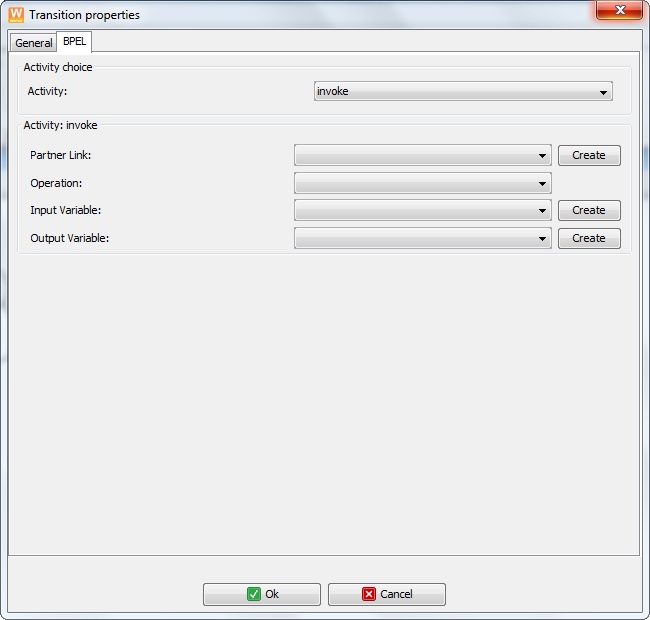 W Transition properties
General BPEL
Activity choice
Activity: invoke
Activity: invoke
Partner Link: Create
Operation:
Input Variable: Create
Output Variable: Create
Ok Cancel